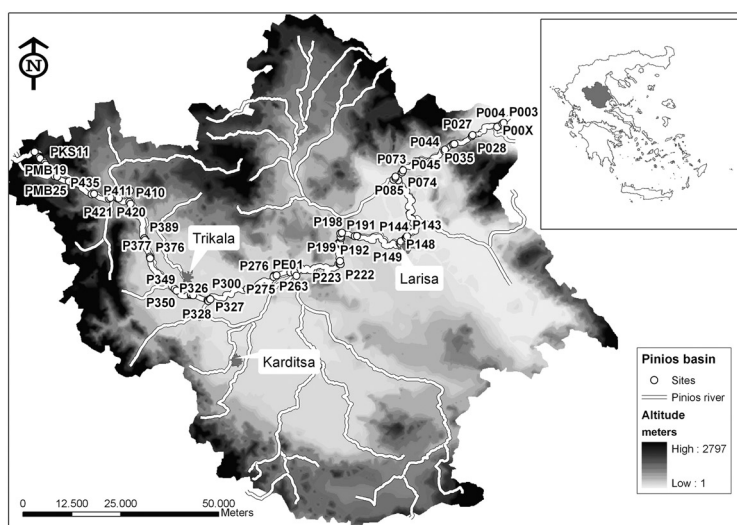 N
P004 P003
P027
P00X
P044
P028
P035
P073
P045
P074
P085
PKS11
PMB19
PMB25
P435
P411
P410
P421
P420
P389
P377
P376
Trikala
P198
P191
P144
P143
P199
P192
P148
P149
Larisa
P276
PE01
P222
P223
P275
P263
P349
P326
P300
P350
P327
P328
Karditsa
Pinios basin
Sites
Pinios river
Altitude
meters
High : 2797
Low : 1
0 12.500 25.000 50.000
Meters